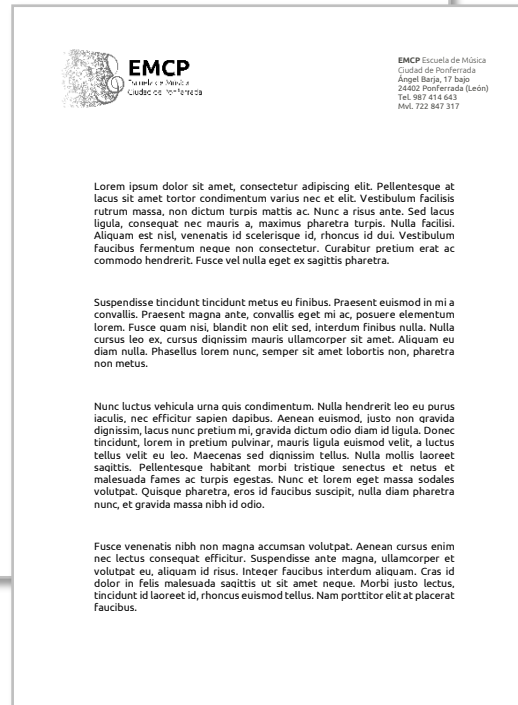 EMCP
Escuela de Música
Ciudad de Ponferrada
EMCP Escuela de Música
Ciudad de Ponferrada
Ángel Barja, 17 bajo
24402 Ponferrada (León)
Tel. 987 414 643
Mvl. 722 847 317
Lorem ipsum dolor sit amet, consectetur adipiscing elit. Pellentesque at
lacus sit amet tortor condimentum varius nec et elit. Vestibulum facilisis
rutrum massa, non dictum turpis mattis ac. Nunc a risus ante. Sed lacus
ligula, consequat nec mauris a, maximus pharetra turpis. Nulla facilisi.
Aliquam est nisl, venenatis id scelerisque id, rhoncus id dui. Vestibulum
faucibus fermentum neque non consectetur. Curabitur pretium erat ac
commodo hendrerit. Fusce vel nulla eget ex sagittis pharetra.
Suspendisse tincidunt tincidunt metus eu finibus. Praesent euismod in mi a
convallis. Praesent magna ante, convallis eget mi ac, posuere elementum
lorem. Fusce quam nisi, blandit non elit sed, interdum finibus nulla. Nulla
cursus leo ex, cursus dignissim mauris ullamcorper sit amet. Aliquam eu
diam nulla. Phasellus lorem nunc, semper sit amet lobortis non, pharetra
non metus.
Nunc luctus vehicula urna quis condimentum. Nulla hendrerit leo eu purus
iaculis, nec efficitur sapien dapibus. Aenean euismod, justo non gravida
dignissim, lacus nunc pretium mi, gravida dictum odio diam id ligula. Donec
tincidunt, lorem in pretium pulvinar, mauris ligula euismod velit, a luctus
tellus velit eu leo. Maecenas sed dignissim tellus. Nulla mollis laoreet
sagittis. Pellentesque habitant morbi tristique senectus et netus et
malesuada fames ac turpis egestas. Nunc et lorem eget massa sodales
volutpat. Quisque pharetra, eros id faucibus suscipit, nulla diam pharetra
nunc, et gravida massa nibh id odio.
Fusce venenatis nibh non magna accumsan volutpat. Aenean cursus enim
nec lectus consequat efficitur. Suspendisse ante magna, ullamcorper et
volutpat eu, aliquam id risus. Integer faucibus interdum aliquam. Cras id
dolor in felis malesuada sagittis ut sit amet neque. Morbi justo lectus,
tincidunt id laoreet id, rhoncus euismod tellus. Nam porttitor elit at placerat
faucibus.